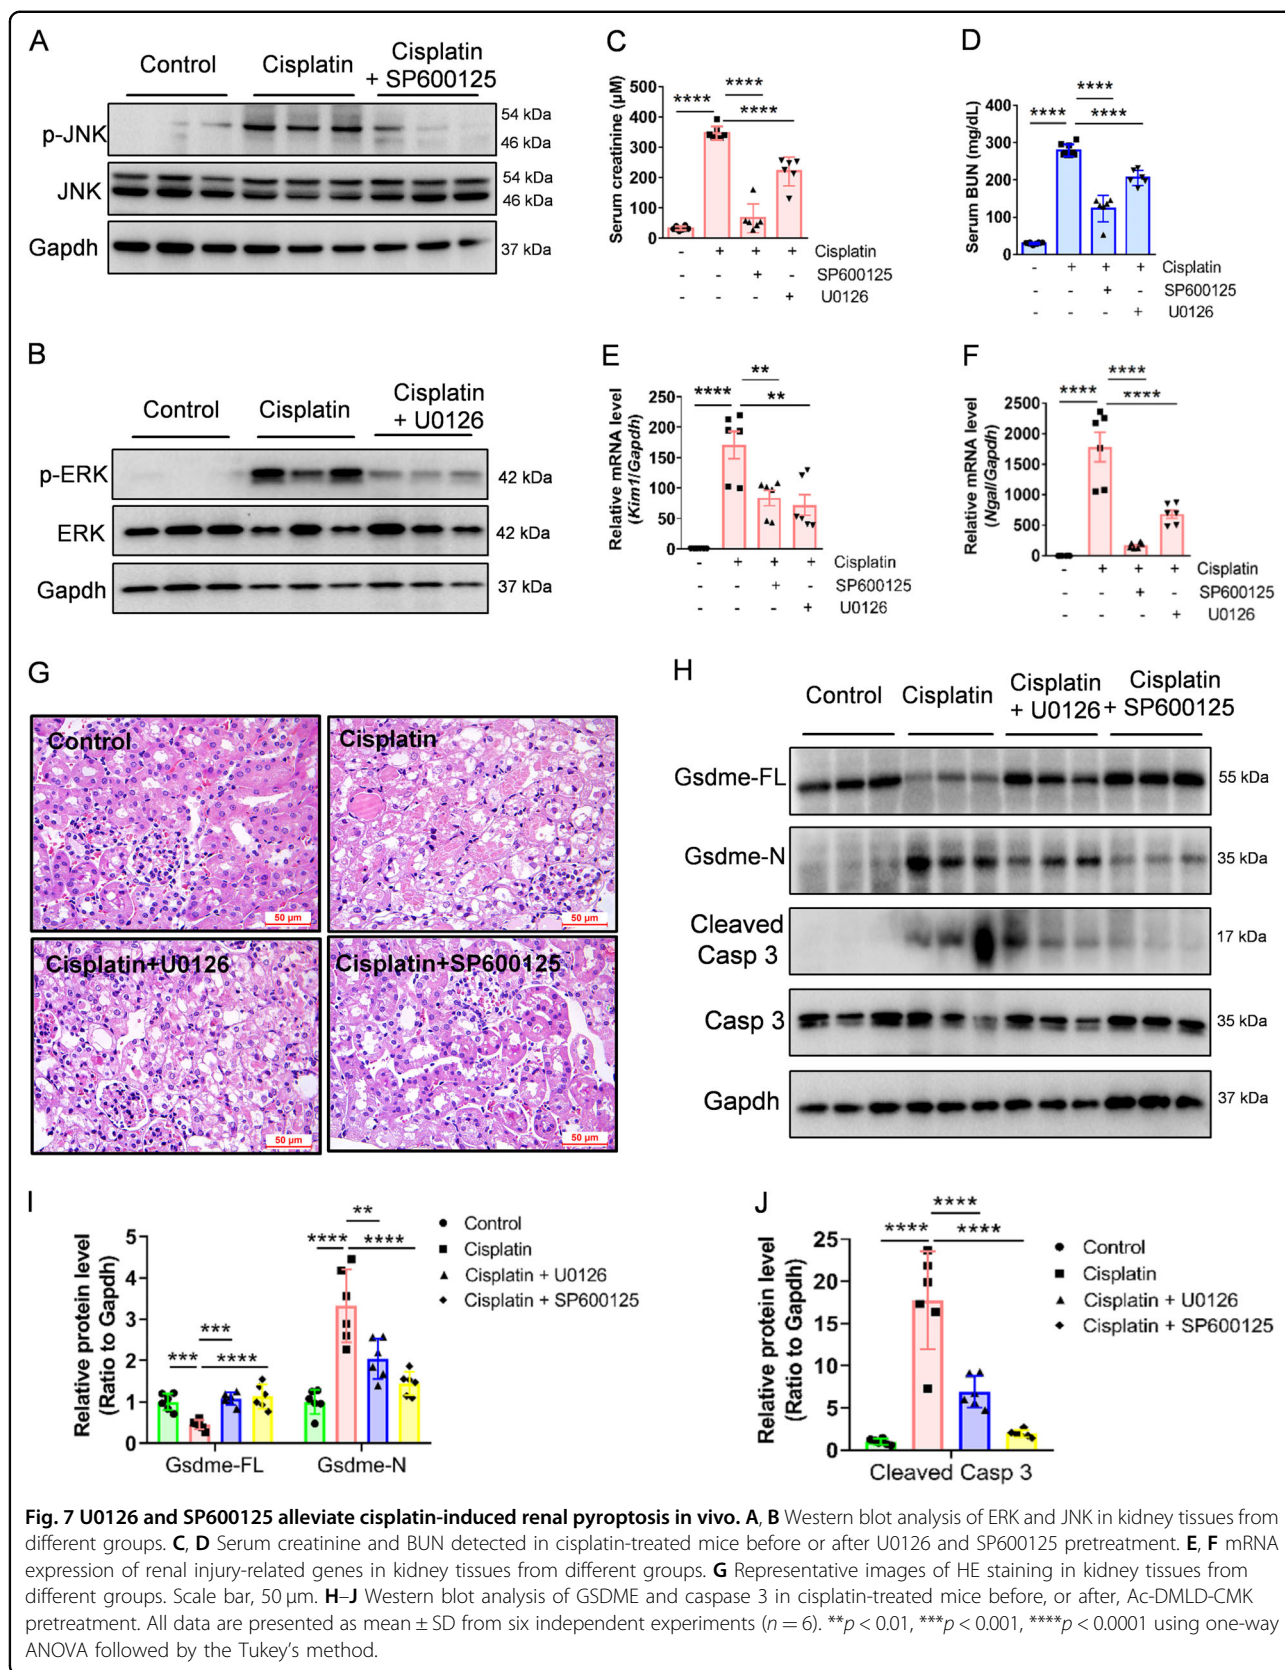 A
Control
Cisplatin
Cisplatin
+ SP600125
p-JNK
54 kDa
46 kDa
JNK
54 kDa
46 kDa
Gapdh
37 kDa
B
Control
Cisplatin
Cisplatin
+ U0126
p-ERK
42 kDa
ERK
42 kDa
Gapdh
37 kDa
C
Serum creatinine (μM)
500
400
300
200
100
0
****
****
****
- + + + Cisplatin
- - + - SP600125
- - - + U0126
D
Serum BUN (mg/dL)
400
300
200
100
0
****
****
****
- + + + Cisplatin
- - + - SP600125
- - - + U0126
E
Relative mRNA level
(Kim1/Gapdh)
250
200
150
100
50
0
****
**
**
- + + + Cisplatin
- - + - SP600125
- - - + U0126
F
Relative mRNA level
(Ngal/Gapdh)
2500
2000
1500
1000
500
0
****
****
****
- + + + Cisplatin
- - + - SP600125
- - - + U0126
G
Control
50 μm
Cisplatin
50 μm
Cisplatin+U0126
50 μm
Cisplatin+SP600125
50 μm
H
Control
Cisplatin
Cisplatin
+ U0126
Cisplatin
+ SP600125
Gsdme-FL
55 kDa
Gsdme-N
35 kDa
Cleaved
Casp 3
17 kDa
Casp 3
35 kDa
Gapdh
37 kDa
I
Relative protein level
(Ratio to Gapdh)
5
4
3
2
1
0
***
***
****
****
**
****
Gsdme-FL
Gsdme-N
Control
Cisplatin
Cisplatin + U0126
Cisplatin + SP600125
J
Relative protein level
(Ratio to Gapdh)
25
20
15
10
5
0
****
****
****
Cleaved Casp 3
Control
Cisplatin
Cisplatin + U0126
Cisplatin + SP600125
Fig. 7 U0126 and SP600125 alleviate cisplatin-induced renal pyroptosis in vivo. A, B Western blot analysis of ERK and JNK in kidney tissues from
different groups. C, D Serum creatinine and BUN detected in cisplatin-treated mice before or after U0126 and SP600125 pretreatment. E, F mRNA
expression of renal injury-related genes in kidney tissues from different groups. G Representative images of HE staining in kidney tissues from
different groups. Scale bar, 50 μm. H–J Western blot analysis of GSDME and caspase 3 in cisplatin-treated mice before, or after, Ac-DMLD-CMK
pretreatment. All data are presented as mean ± SD from six independent experiments (n = 6). **p < 0.01, ***p < 0.001, ****p < 0.0001 using one-way
ANOVA followed by the Tukey's method.